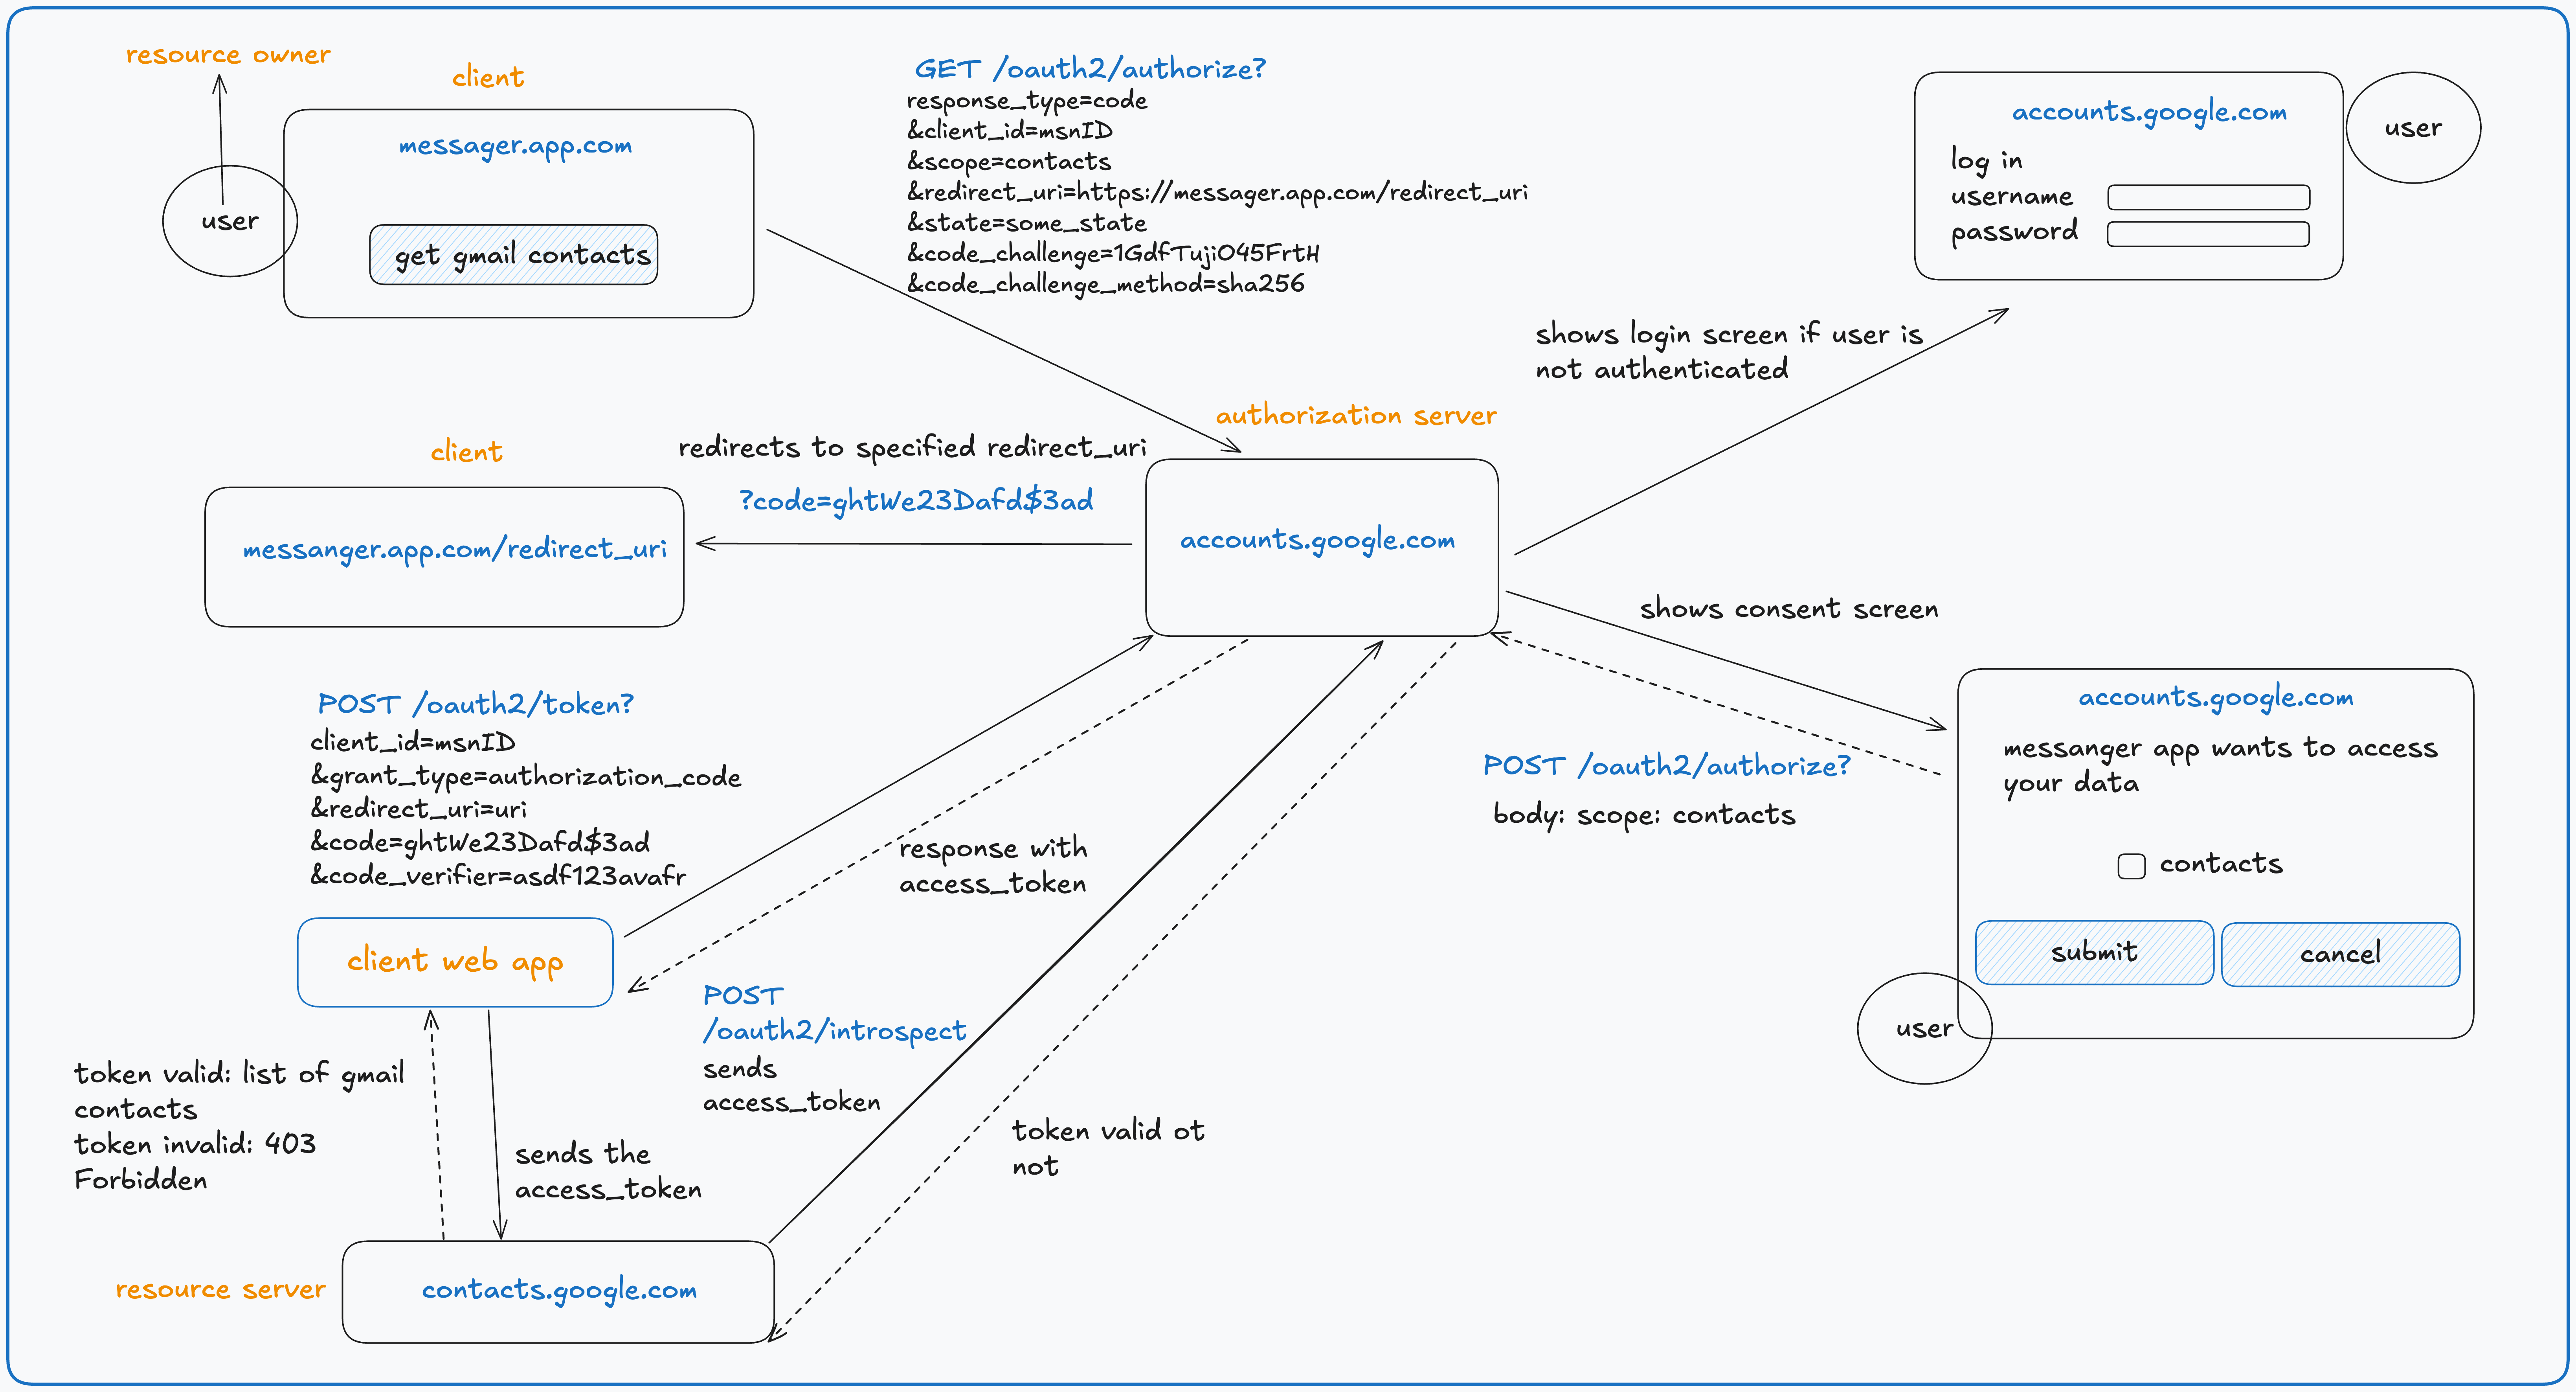 resource owner
client
messager.app.com
user
get gmail contacts
GET /oauth2/authorize?
response_type=code
&client_id=msnID
&scope=contacts
&redirect_uri=https://messager.app.com/redirect_uri
&state=some_state
&code_challenge=1GdfTujiO45FrtH
&code_challenge_method=sha256
accounts.google.com
log in
username
password
user
shows login screen if user is
not authenticated
authorization server
accounts.google.com
redirects to specified redirect_uri
?code=ghtWe23Dafd$3ad
client
messanger.app.com/redirect_uri
shows consent screen
accounts.google.com
messanger app wants to access
your data
contacts
submit
cancel
user
POST /oauth2/authorize?
body: scope: contacts
POST /oauth2/token?
client_id=msnID
&grant_type=authorization_code
&redirect_uri=uri
&code=ghtWe23Dafd$3ad
&code_verifier=asdf123avafr
client web app
response with
access_token
POST
/oauth2/introspect
sends
access_token
token valid ot
not
token valid: list of gmail
contacts
token invalid: 403
Forbidden
sends the
access_token
resource server
contacts.google.com